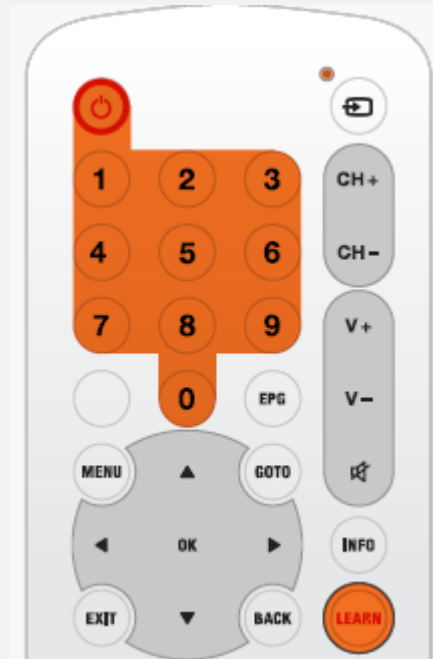 1 2 3 CH+
4 5 6 CH-
7 8 9 V+
0 EPG V-
MENU GOTO
OK INFO
EXIT BACK LEARN